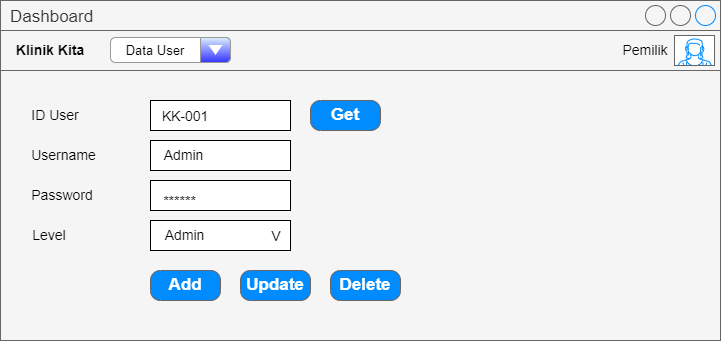 Dashboard
Klinik Kita Data User Pemilik
ID User KK-001 Get
Username Admin
Password ******
Level Admin V
Add Update Delete